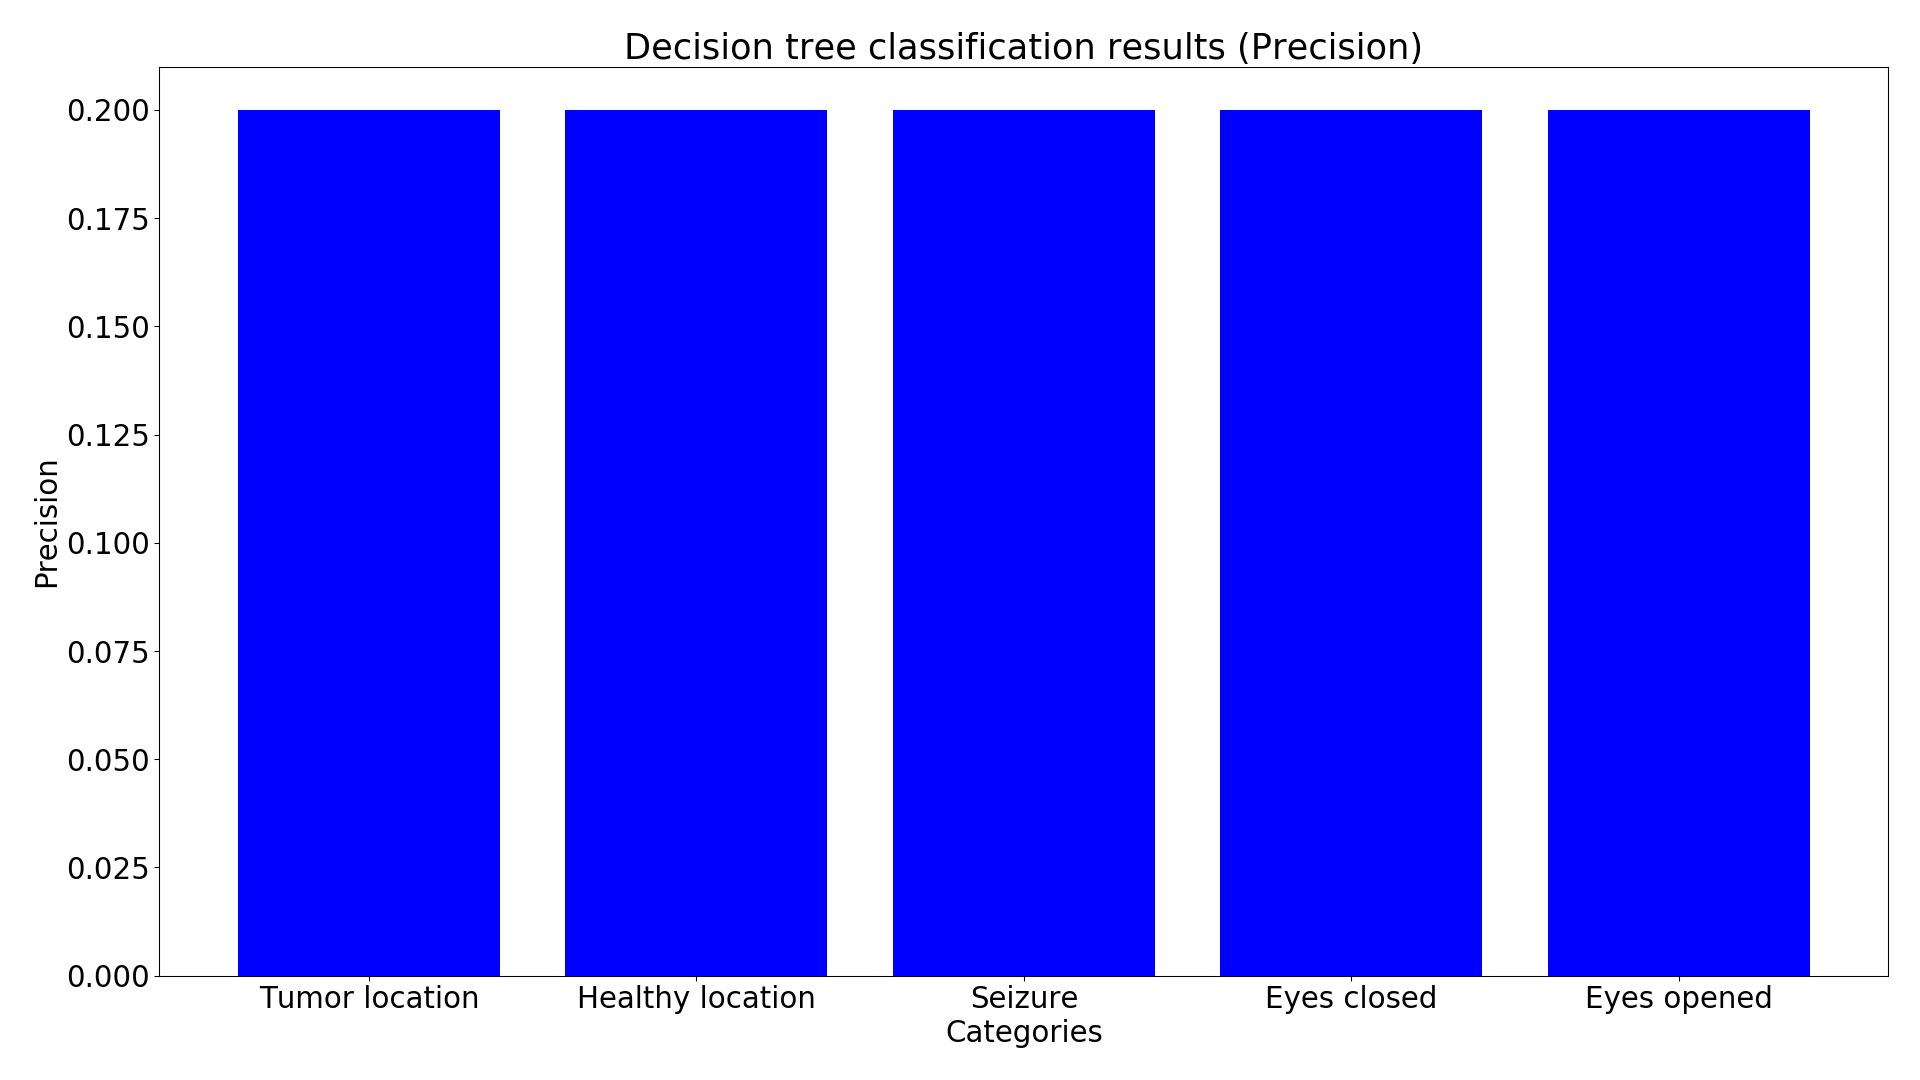 Decision tree classification results (Precision)
0.200
0.175
0.150
0.125
0.100
0.075
0.050
0.025
0.000
Precision
Tumor location
Healthy location
Seizure
Eyes closed
Eyes opened
Categories